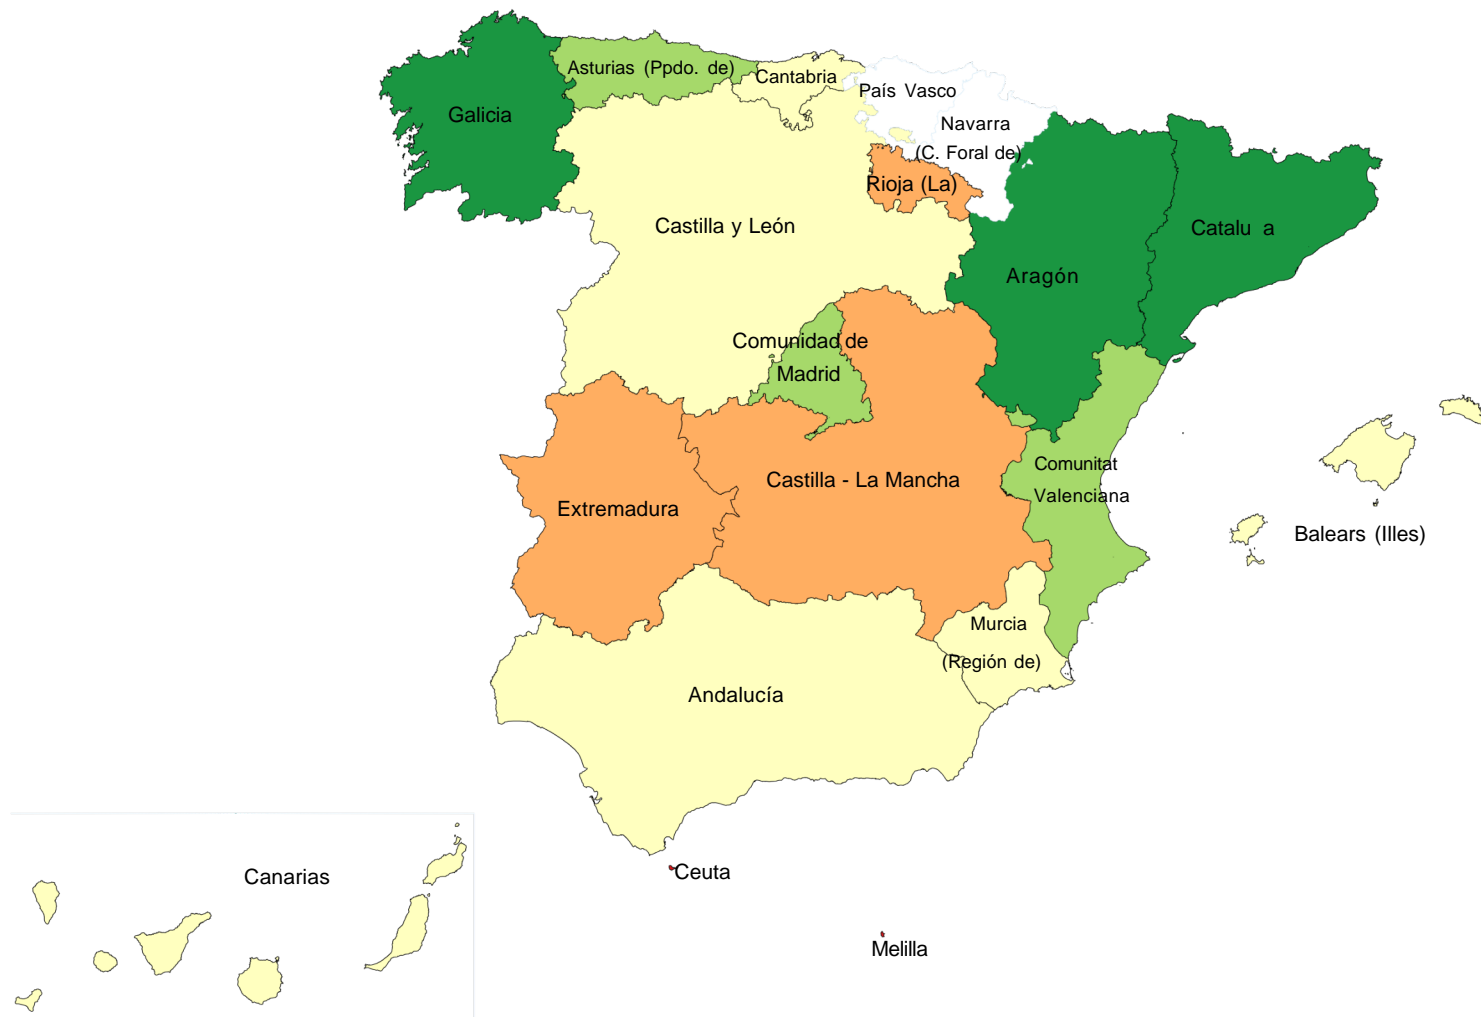 Asturias (Ppdo. de)
Cantabria
País Vasco
Galicia
Navarra
(C. Foral de)
Rioja (La)
Castilla y León
Catalu a
Aragón
Comunidad de
Madrid
Comunitat
Valenciana
Castilla - La Mancha
Extremadura
Balears (Illes)
Murcia
(Región de)
Andalucía
Ceuta
Canarias
Melilla